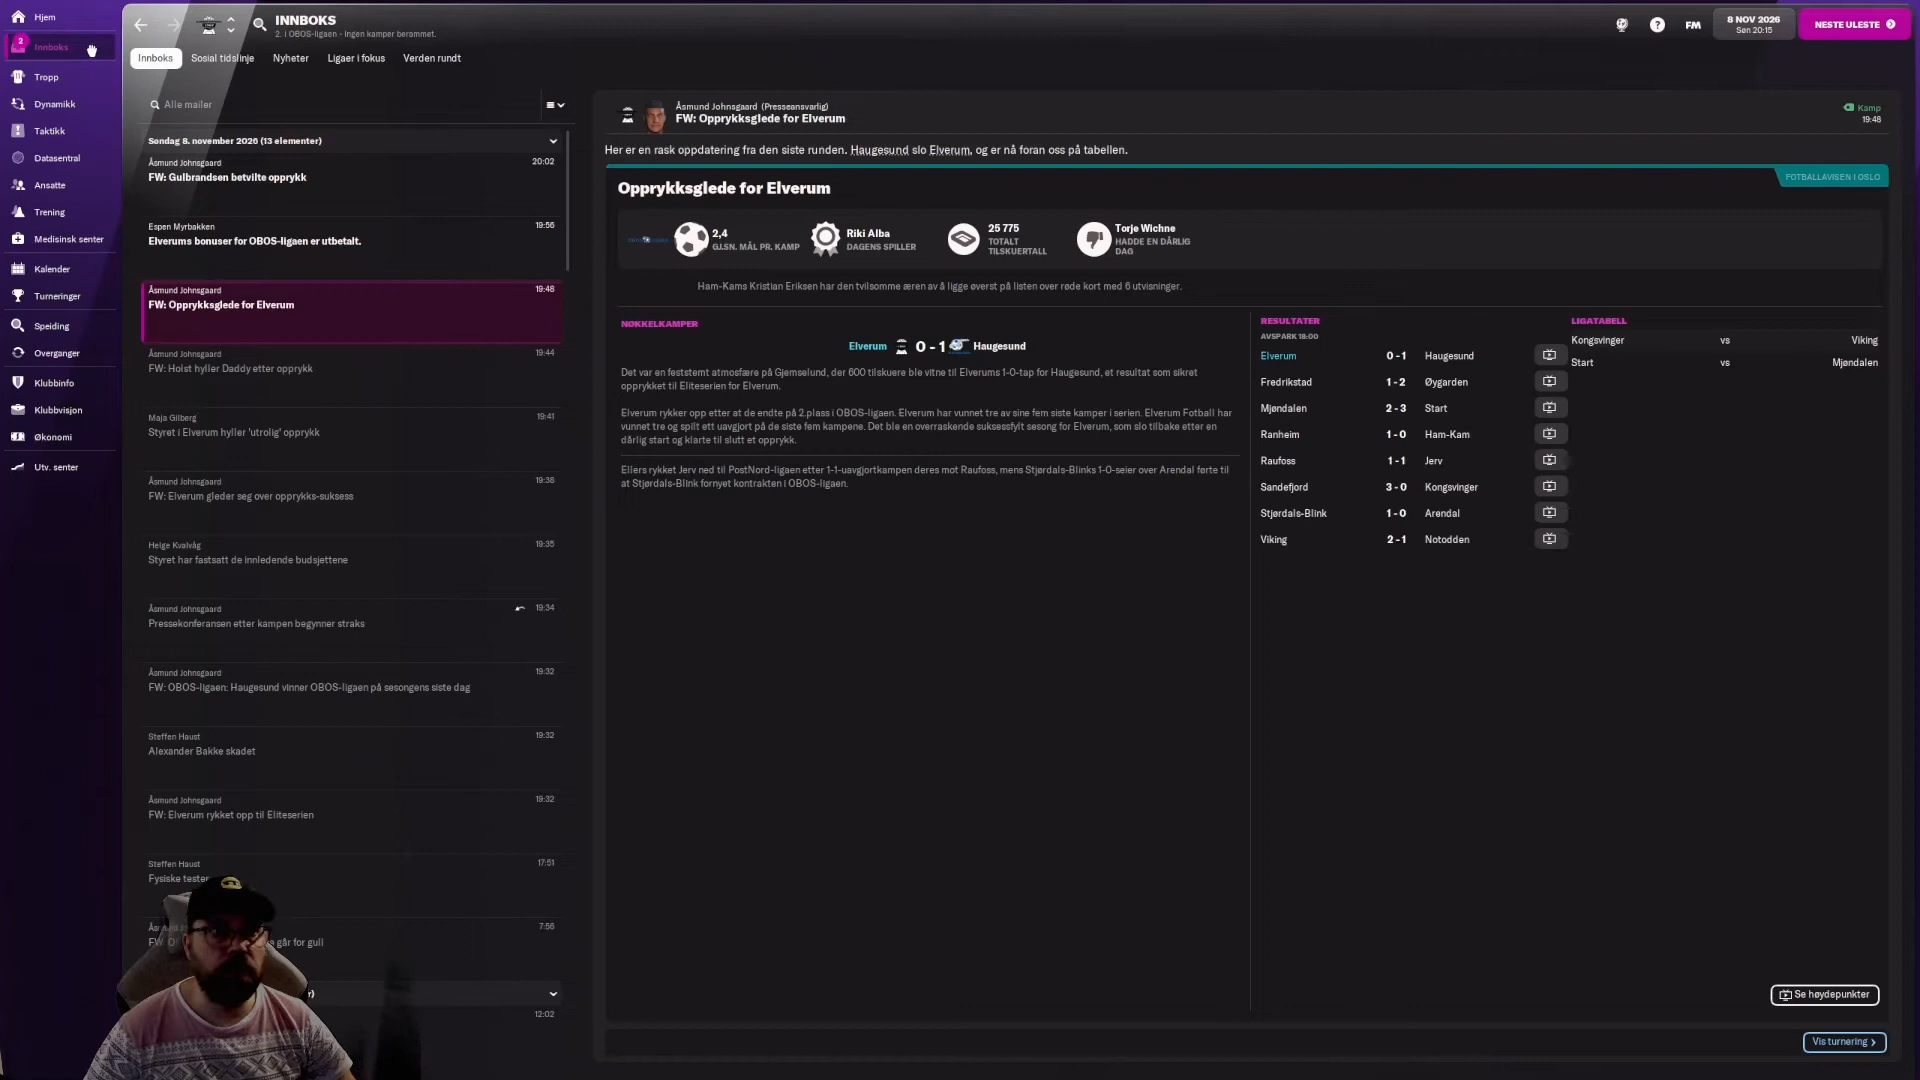 Hjem
2
Innboks
Tropp
Dynamikk
Taktikk
Datasentral
Ansatte
Trening
Medisinsk senter
Kalender
Turneringer
Speiding
Overganger
Klubbinfo
Klubbvisjon
Økonomi
Utv. senter
INNBOKS
2. i OBOS-ligaen - Ingen kamper berammet.
?
FM
8 NOV 2026
Søn 20:15
NESTE ULESTE
Innboks
Sosial tidslinje
Nyheter
Ligaer i fokus
Verden rundt
Alle mailer
Søndag 8. november 2026 (13 elementer)
Åsmund Johnsgaard 20:02
FW: Gulbrandsen betvilte opprykk
Espen Myrbakken 19:56
Elverums bonuser for OBOS-ligaen er utbetalt.
Åsmund Johnsgaard 19:48
FW: Opprykksglede for Elverum
Åsmund Johnsgaard 19:44
FW: Holst hyller Daddy etter opprykk
Maja Gilberg 19:41
Styret i Elverum hyller 'utrolig' opprykk
Åsmund Johnsgaard 19:38
FW: Elverum gleder seg over opprykks-suksess
Helge Kvalvåg 19:35
Styret har fastsatt de innledende budsjettene
Åsmund Johnsgaard 19:34
Pressekonferansen etter kampen begynner straks
Åsmund Johnsgaard 19:32
FW: OBOS-ligaen: Haugesund vinner OBOS-ligaen på sesongens siste dag
Steffen Haust 19:32
Alexander Bakke skadet
Åsmund Johnsgaard 19:32
FW: Elverum rykket opp til Eliteserien
Steffen Haust 17:51
Fysiske tester
7:56
FW går for gull
12:02
Åsmund Johnsgaard (Presseansvarlig)
FW: Opprykksglede for Elverum
Kamp
19:48
Her er en rask oppdatering fra den siste runden. Haugesund slo Elverum, og er nå foran oss på tabellen.
FOTBALLAVISEN I OSLO
Opprykksglede for Elverum
2,4
GJ.SN. MÅL PR. KAMP
Riki Alba
DAGENS SPILLER
25 775
TOTALT
TILSKUERTALL
Torje Wichne
HADDE EN DÅRLIG
DAG
Ham-Kams Kristian Eriksen har den tvilsomme æren av å ligge øverst på listen over røde kort med 6 utvisninger.
NØKKELKAMPER
Elverum 0 - 1 Haugesund
Det var en feststemt atmosfære på Gjemselund, der 600 tilskuere ble vitne til Elverums 1-0-tap for Haugesund, et resultat som sikret
opprykket til Eliteserien for Elverum.
Elverum rykker opp etter at de endte på 2.plass i OBOS-ligaen. Elverum har vunnet tre av sine fem siste kamper i serien. Elverum Fotball har
vunnet tre og spilt ett uavgjort på de siste fem kampene. Det ble en overraskende suksessfylt sesong for Elverum, som slo tilbake etter en
dårlig start og klarte til slutt et opprykk.
Ellers rykket Jerv ned til PostNord-ligaen etter 1-1-uavgjortkampen deres mot Raufoss, mens Stjørdals-Blinks 1-0-seier over Arendal førte til
at Stjørdals-Blink fornyet kontrakten i OBOS-ligaen.
RESULTATER
AVSPARK 18:00
Elverum 0 - 1 Haugesund
Fredrikstad 1 - 2 Øygarden
Mjøndalen 2 - 3 Start
Ranheim 1 - 0 Ham-Kam
Raufoss 1 - 1 Jerv
Sandefjord 3 - 0 Kongsvinger
Stjørdals-Blink 1 - 0 Arendal
Viking 2 - 1 Notodden
LIGATABELL
Kongsvinger vs Viking
Start vs Mjøndalen
Se høydepunkter
Vis turnering